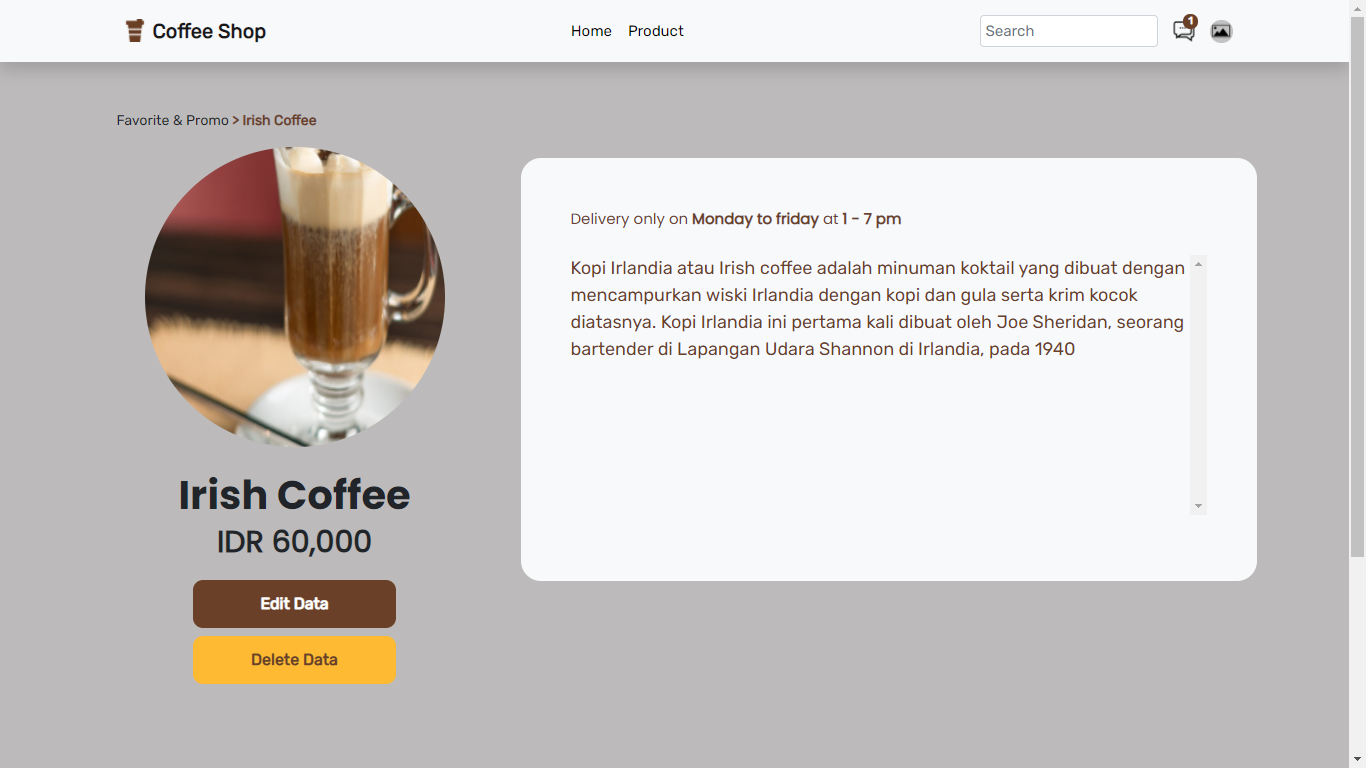 Coffee Shop
Home
Product
Search
1
Favorite & Promo > Irish Coffee
Delivery only on Monday to friday at 1 - 7 pm
Kopi Irlandia atau Irish coffee adalah minuman koktail yang dibuat dengan
mencampurkan wiski Irlandia dengan kopi dan gula serta krim kocok
diatasnya. Kopi Irlandia ini pertama kali dibuat oleh Joe Sheridan, seorang
bartender di Lapangan Udara Shannon di Irlandia, pada 1940
Irish Coffee
IDR 60,000
Edit Data
Delete Data